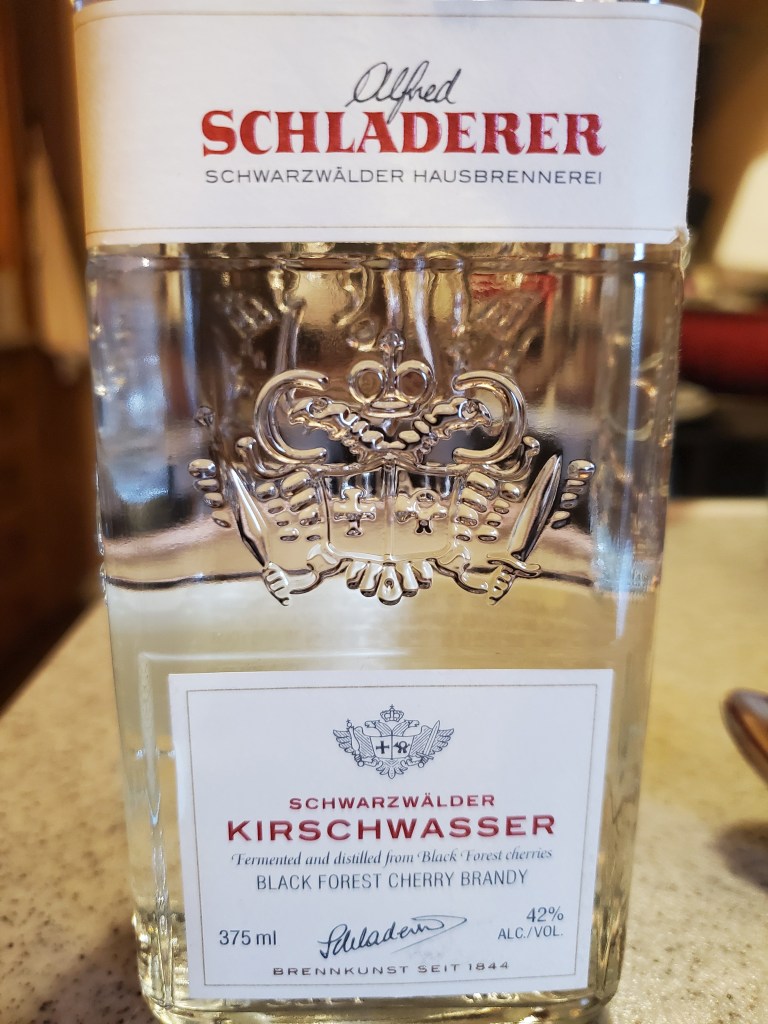 Alfred
SCHLADERER
SCHWARZWÄLDER HAUSBRENNEREI
SCHWARZWÄLDER
KIRSCHWASSER
Fermented and distilled from Black Forest cherries
BLACK FOREST CHERRY BRANDY
375 ml
Schladerer
42%
ALC./VOL.
BRENNKUNST SEIT 1844